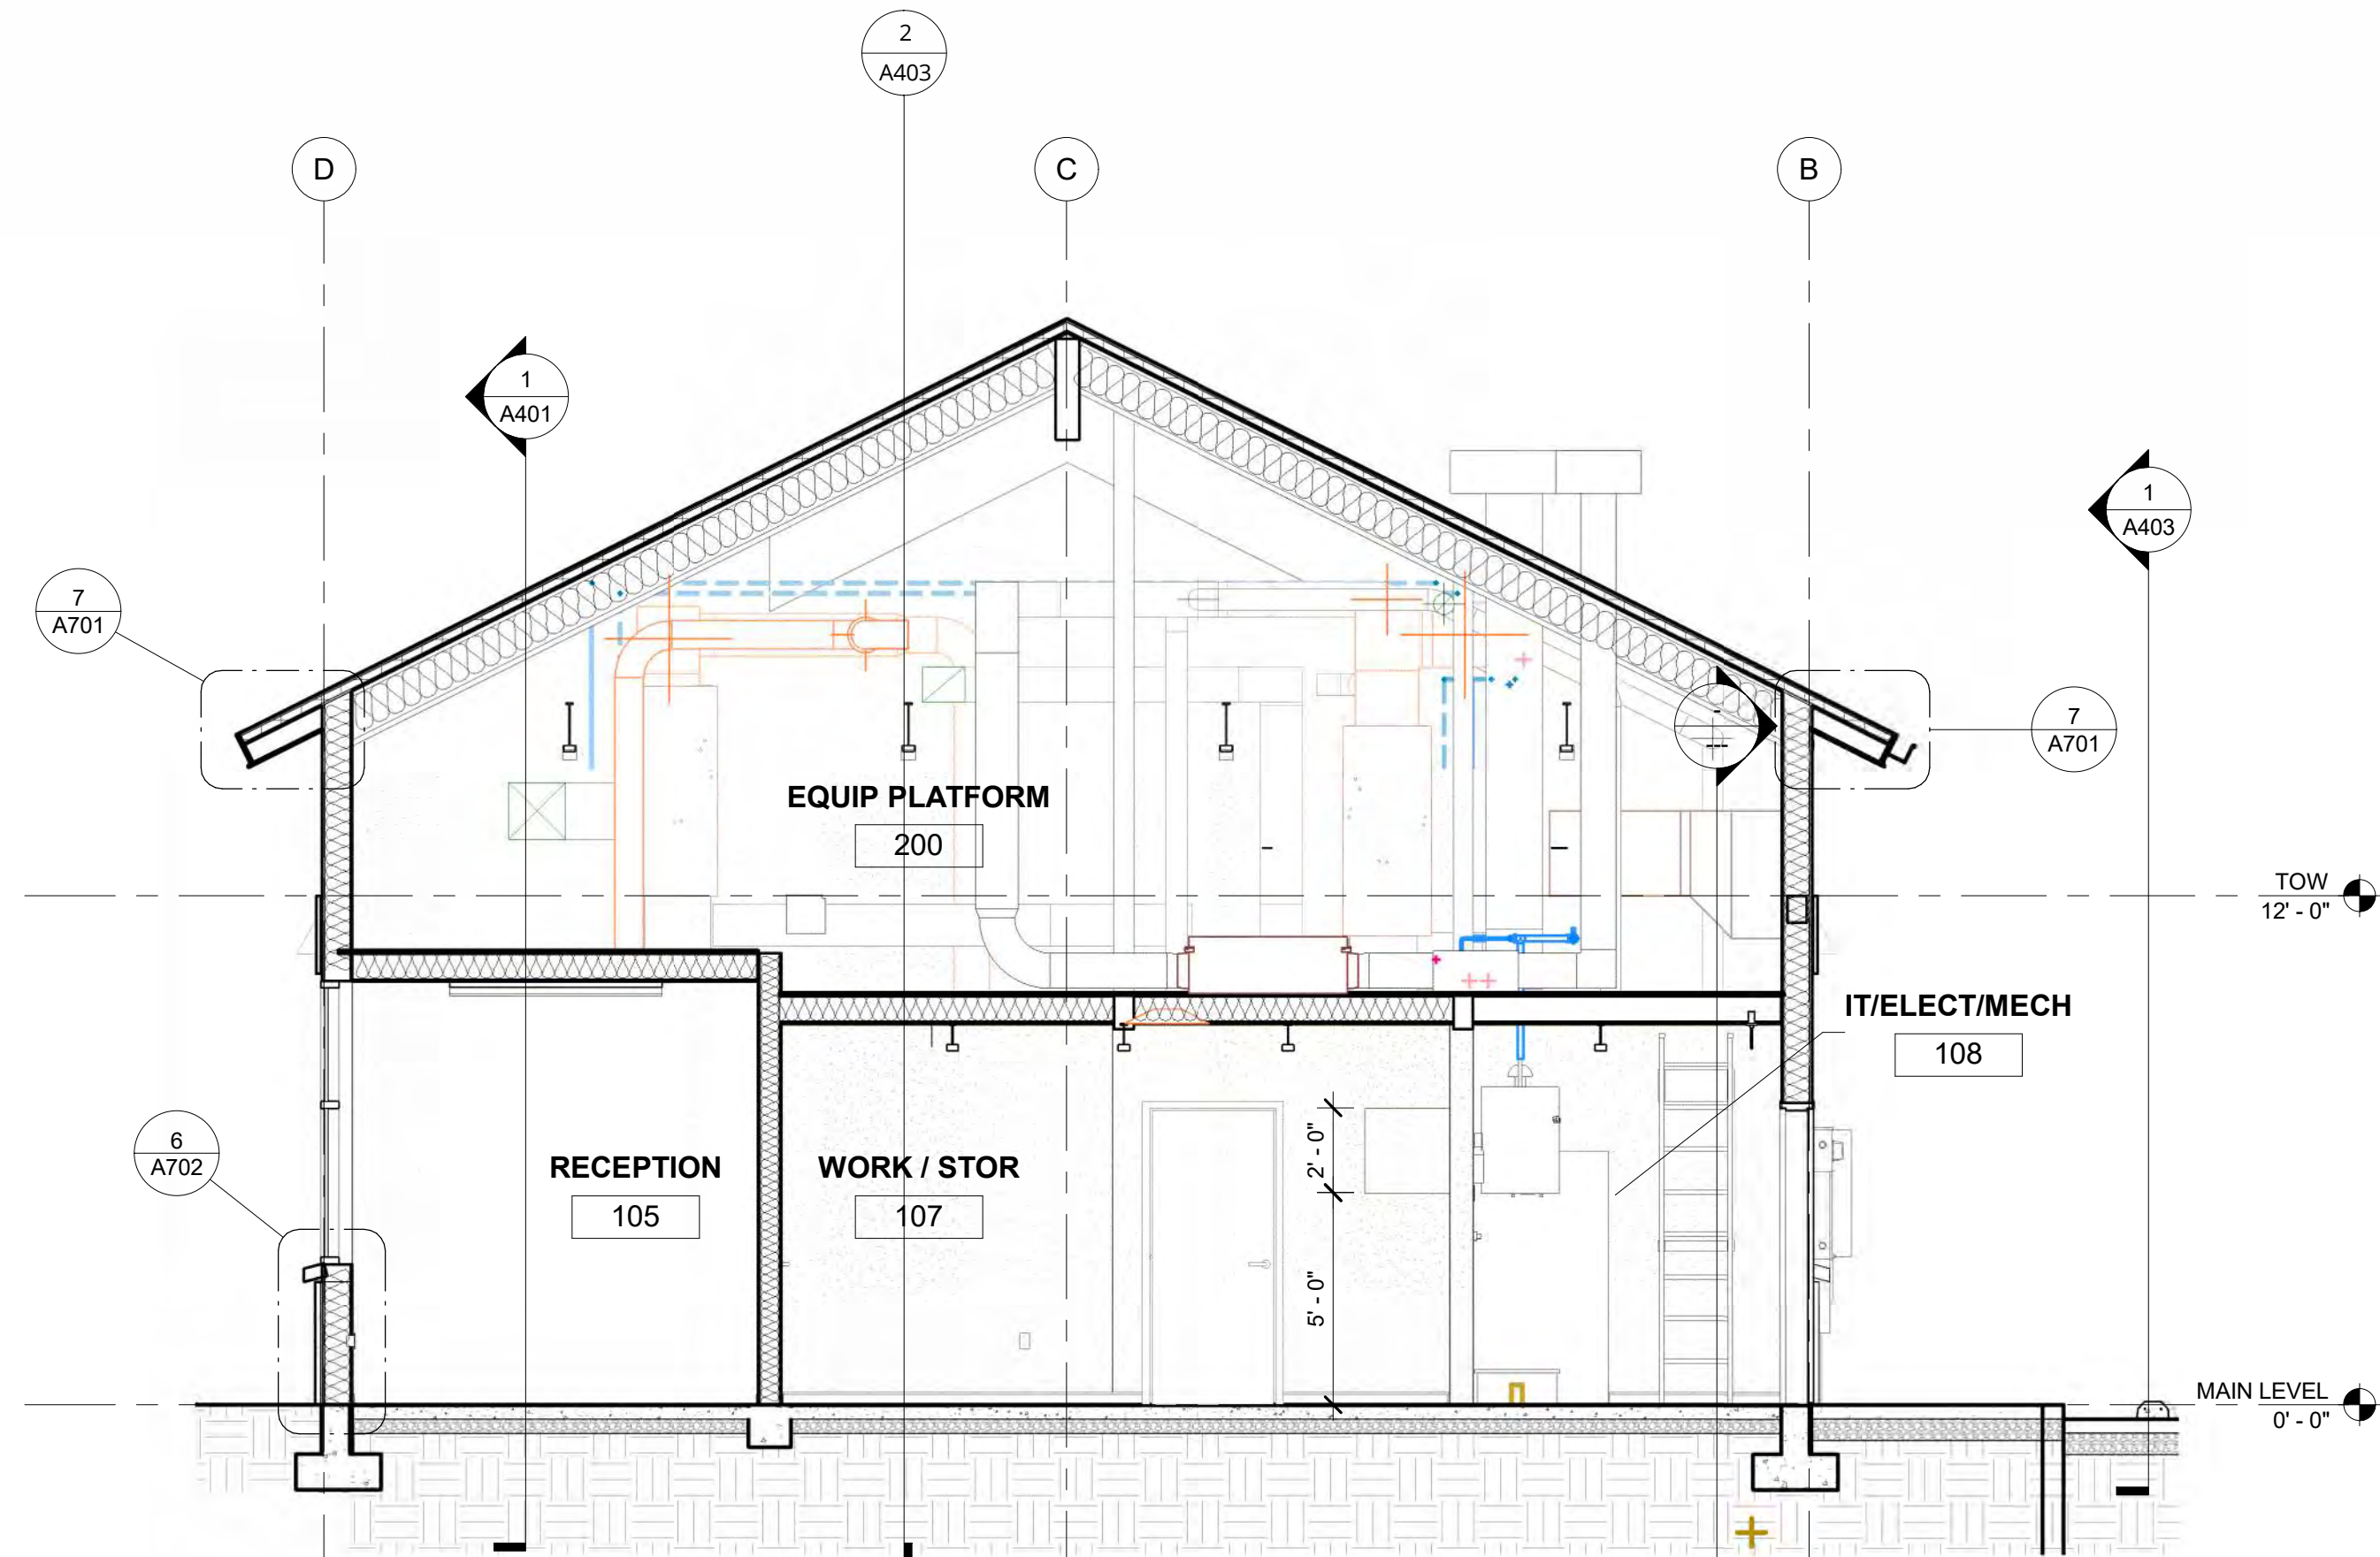 2
A403
D
C
B
1
A401
1
A403
7
A701
7
A701
-
---
EQUIP PLATFORM
200
TOW
12' - 0"
IT/ELECT/MECH
108
6
A702
RECEPTION
105
WORK / STOR
107
2' - 0"
5' - 0"
MAIN LEVEL
0' - 0"